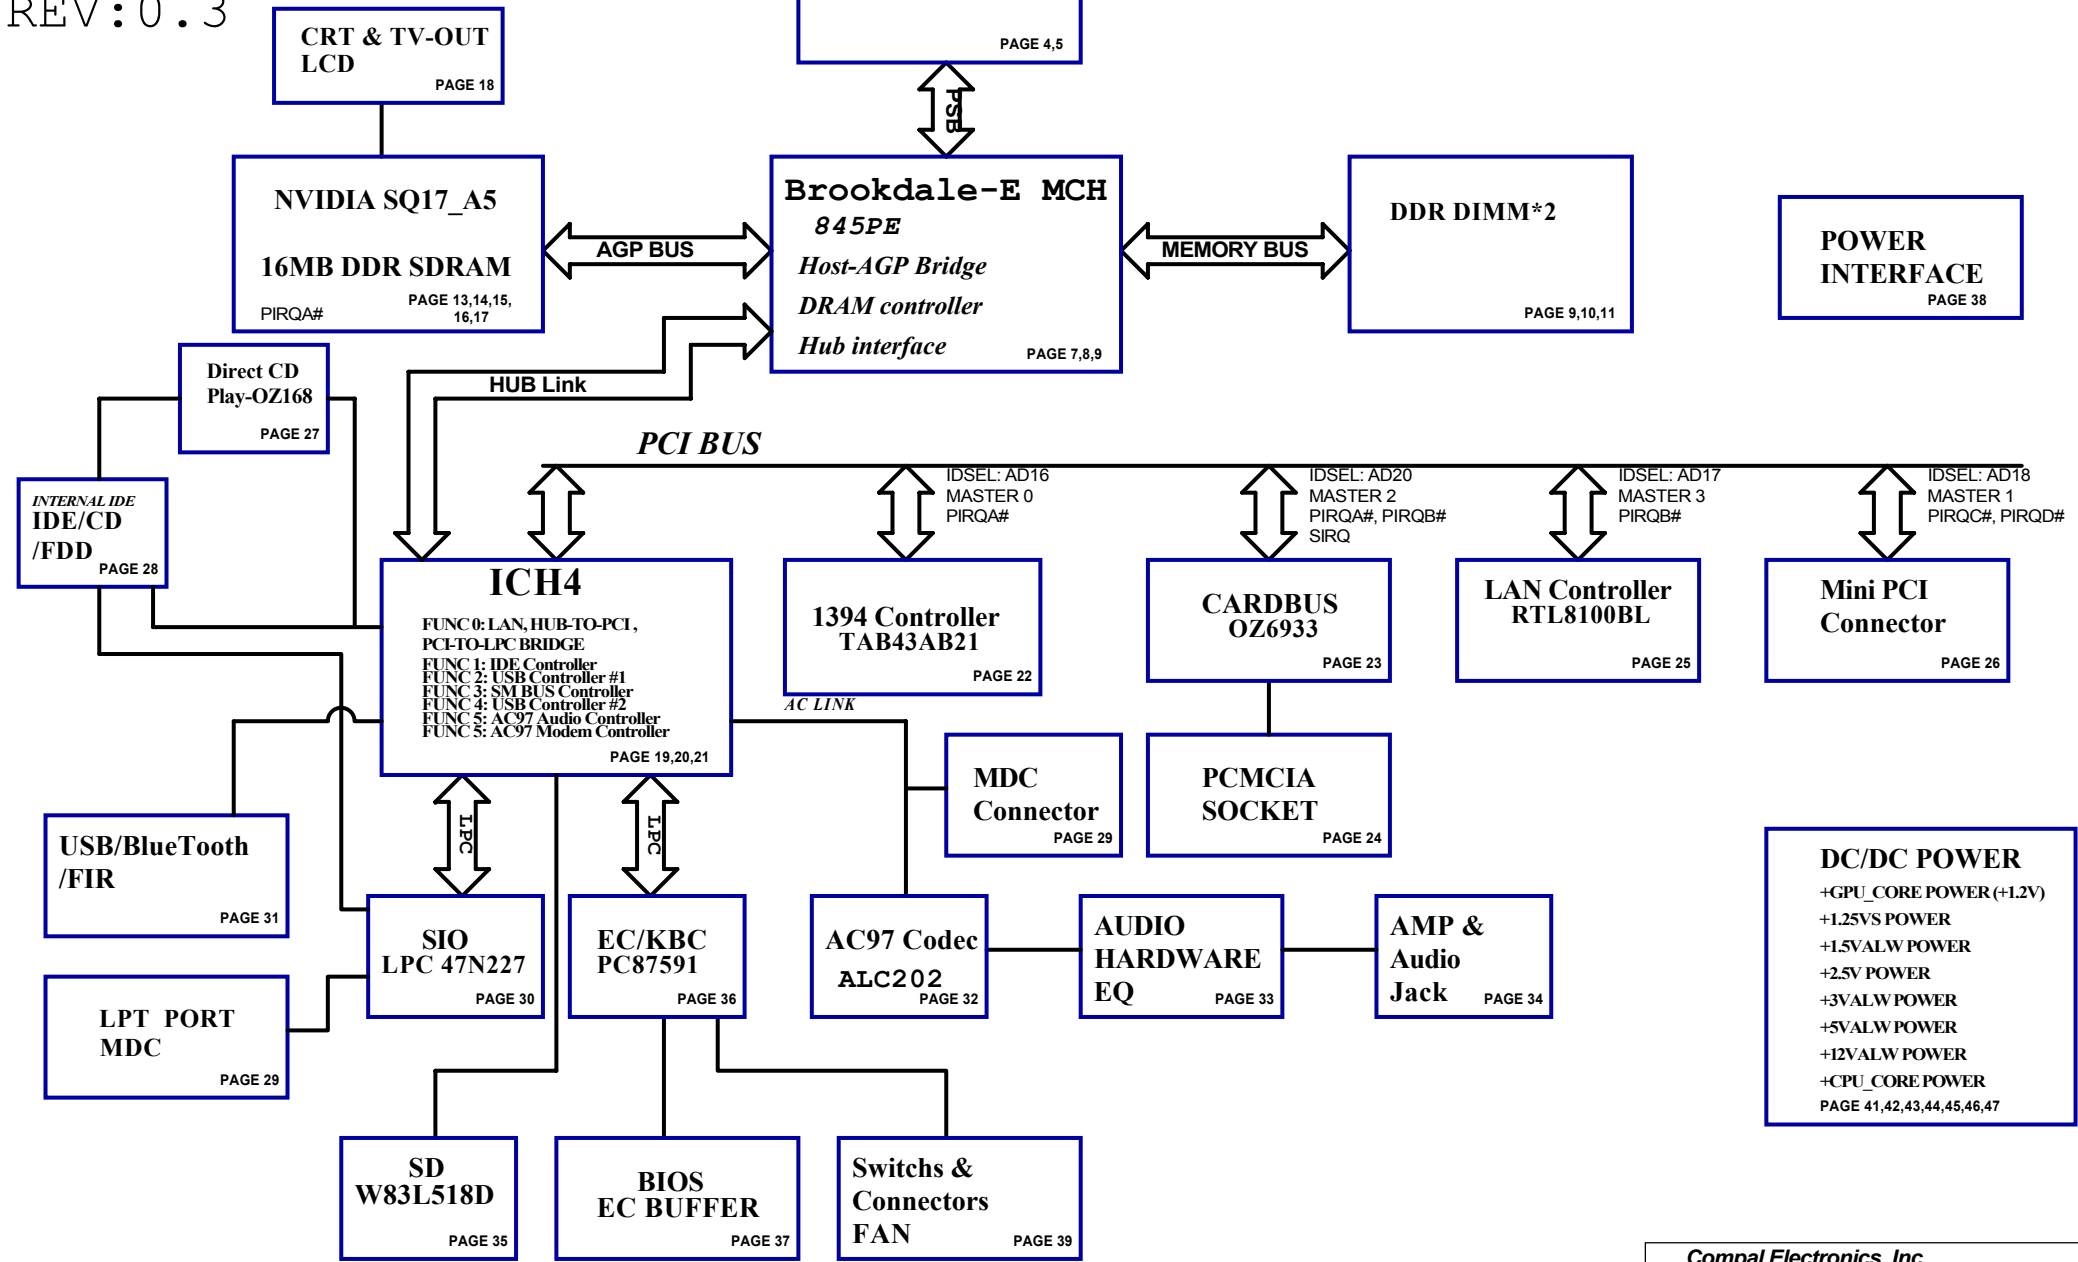 REV:0.3
CRT & TV-OUT
LCD
PAGE 18
PAGE 4,5
PSB
NVIDIA SQ17_A5
16MB DDR SDRAM
PIRQA#
PAGE 13,14,15,
16,17
AGP BUS
Brookdale-E MCH
845PE
Host-AGP Bridge
DRAM controller
Hub interface
PAGE 7,8,9
MEMORY BUS
DDR DIMM*2
PAGE 9,10,11
POWER
INTERFACE
PAGE 38
Direct CD
Play-OZ168
PAGE 27
HUB Link
PCI BUS
INTERNAL IDE
IDE/CD
/FDD
PAGE 28
IDSEL: AD16
MASTER 0
PIRQA#
IDSEL: AD20
MASTER 2
PIRQA#, PIRQB#
SIRQ
IDSEL: AD17
MASTER 3
PIRQB#
IDSEL: AD18
MASTER 1
PIRQC#, PIRQD#
ICH4
FUNC 0: LAN, HUB-TO-PCI ,
PCI-TO-LPC BRIDGE
FUNC 1: IDE Controller
FUNC 2: USB Controller #1
FUNC 3: SM BUS Controller
FUNC 4: USB Controller #2
FUNC 5: AC97 Audio Controller
FUNC 5: AC97 Modem Controller
PAGE 19,20,21
1394 Controller
TAB43AB21
PAGE 22
CARDBUS
OZ6933
PAGE 23
LAN Controller
RTL8100BL
PAGE 25
Mini PCI
Connector
PAGE 26
AC LINK
MDC
Connector
PAGE 29
PCMCIA
SOCKET
PAGE 24
LPC
LPC
USB/BlueTooth
/FIR
PAGE 31
SIO
LPC 47N227
PAGE 30
EC/KBC
PC87591
PAGE 36
AC97 Codec
ALC202
PAGE 32
AUDIO
HARDWARE
EQ
PAGE 33
AMP &
Audio
Jack
PAGE 34
DC/DC POWER
+GPU_CORE POWER (+1.2V)
+1.25VS POWER
+1.5VALW POWER
+2.5V POWER
+3VALW POWER
+5VALW POWER
+12VALW POWER
+CPU_CORE POWER
PAGE 41,42,43,44,45,46,47
LPT PORT
MDC
PAGE 29
SD
W83L518D
PAGE 35
BIOS
EC BUFFER
PAGE 37
Switchs &
Connectors
FAN
PAGE 39
Compal Electronics, Inc